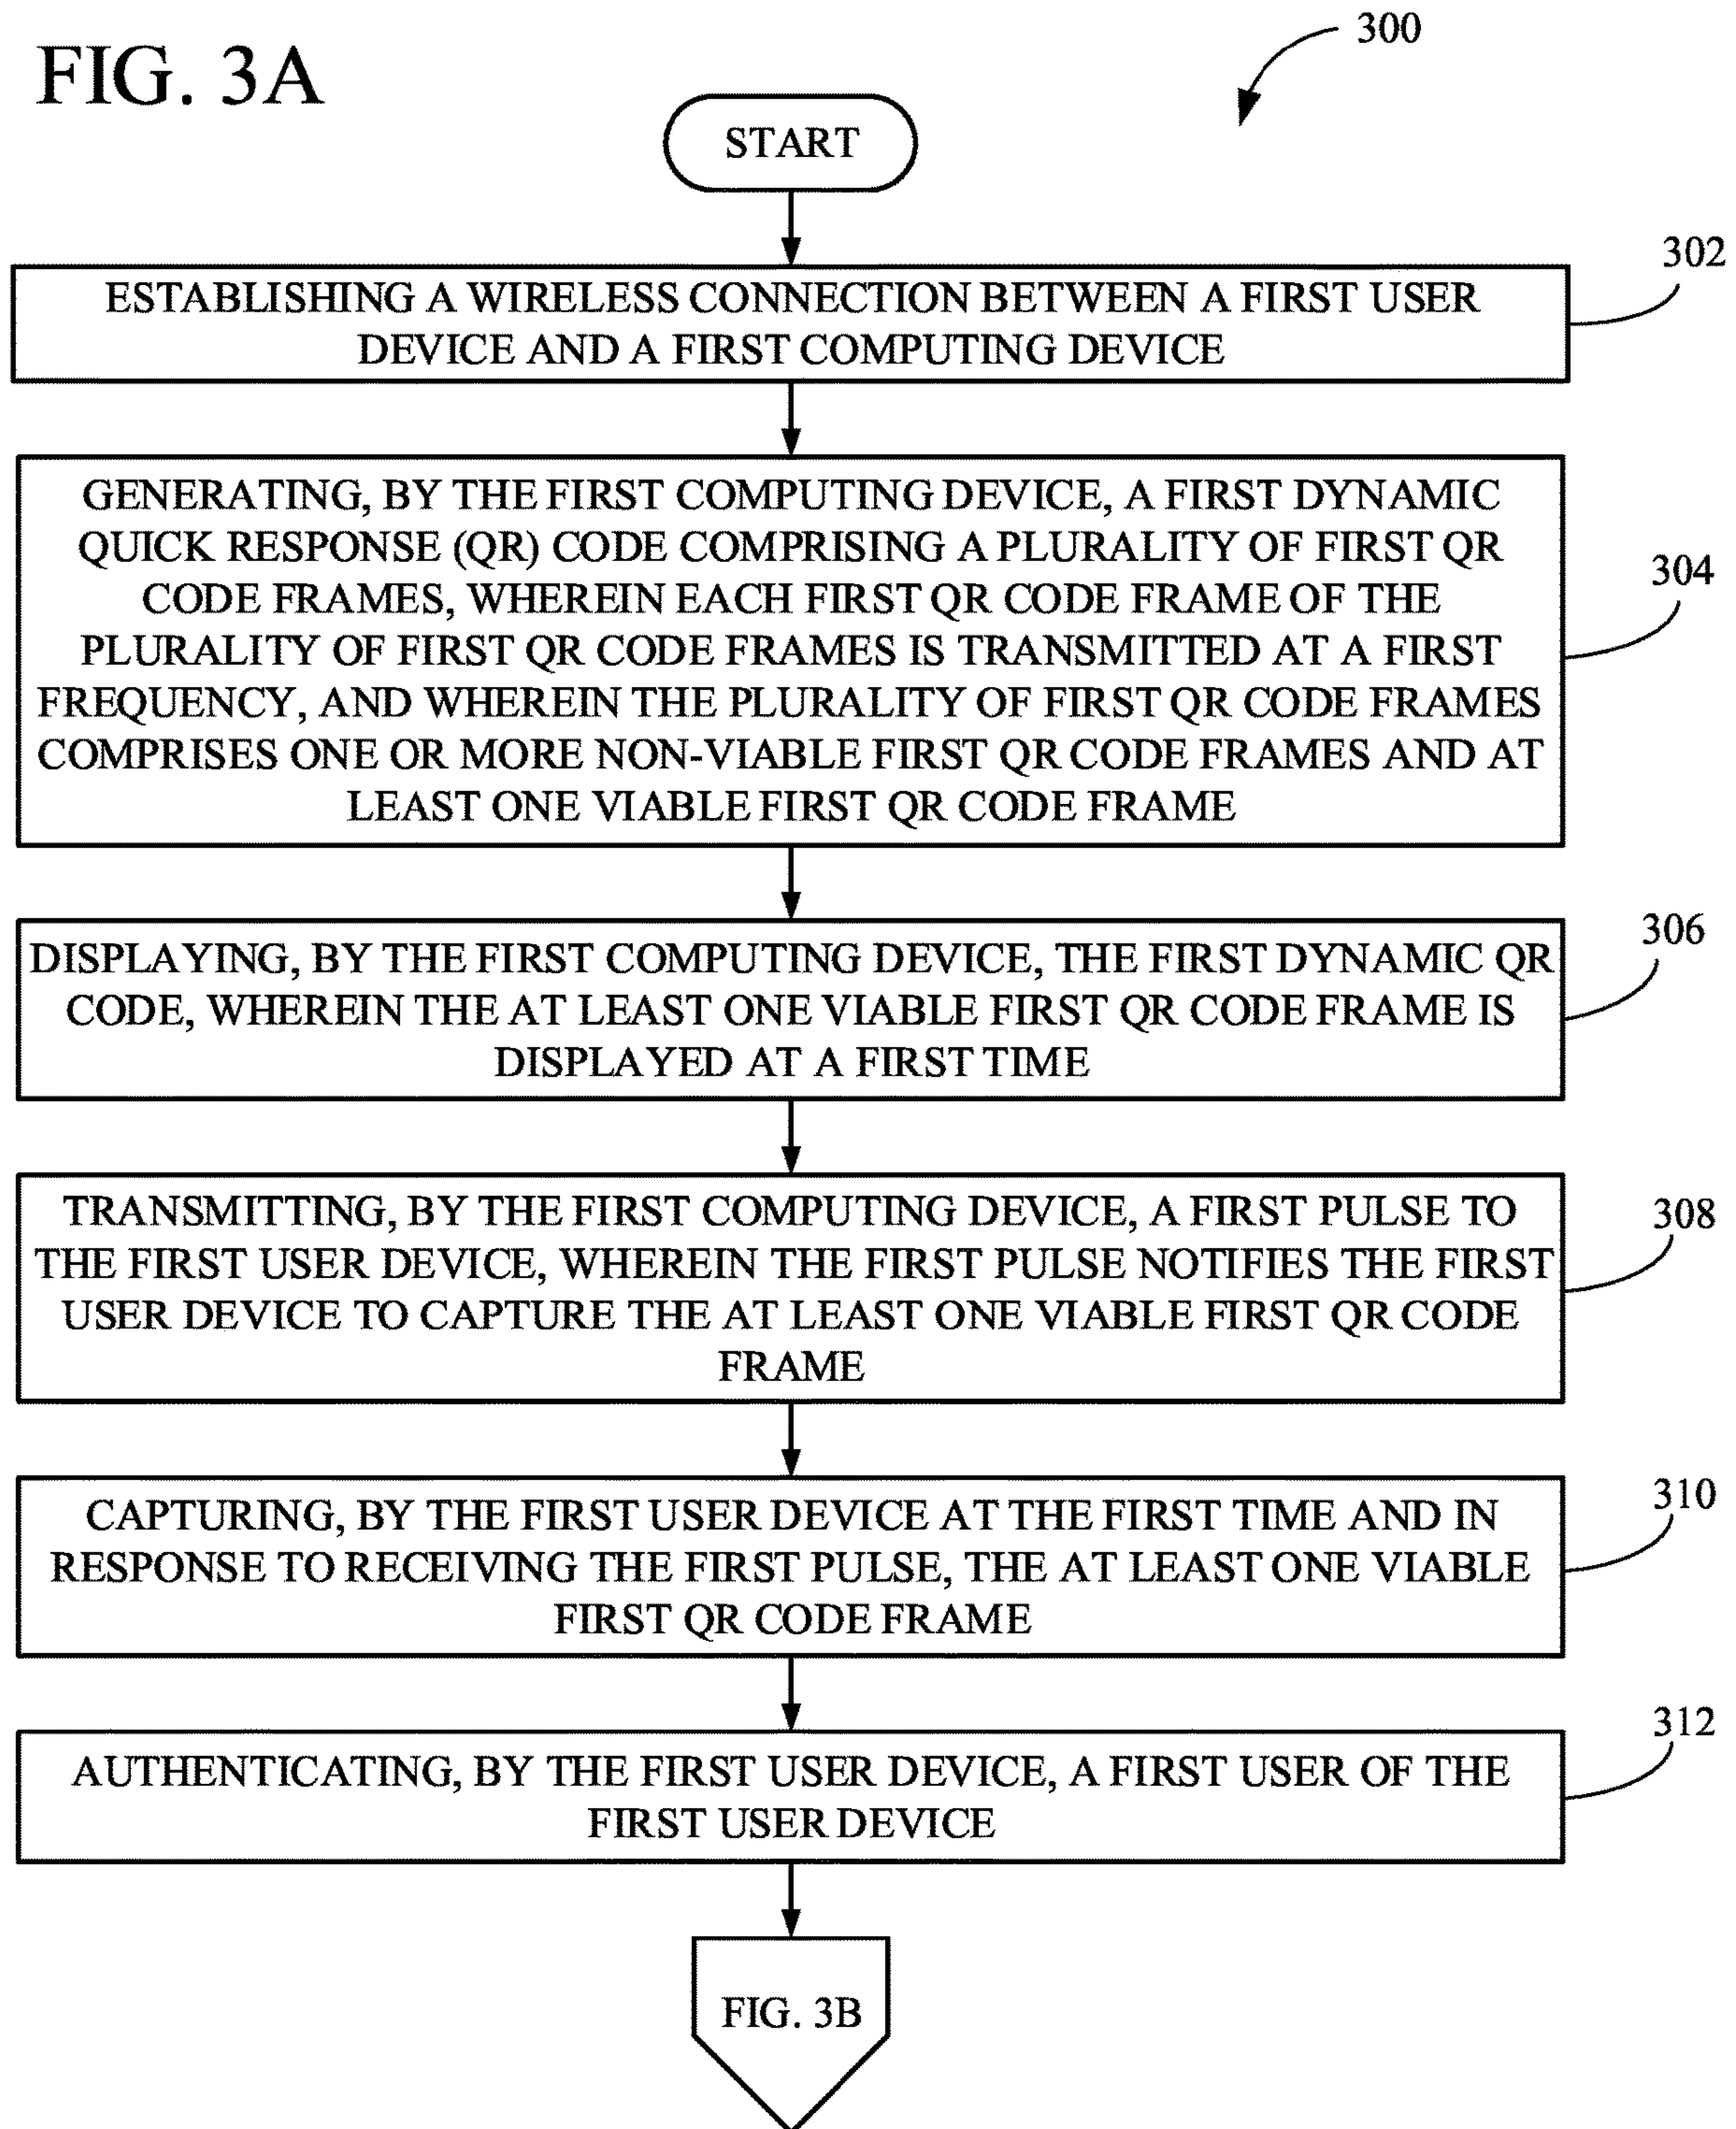 FIG. 3A
300
START
302
ESTABLISHING A WIRELESS CONNECTION BETWEEN A FIRST USER
DEVICE AND A FIRST COMPUTING DEVICE
GENERATING, BY THE FIRST COMPUTING DEVICE, A FIRST DYNAMIC
QUICK RESPONSE (QR) CODE COMPRISING A PLURALITY OF FIRST QR
CODE FRAMES, WHEREIN EACH FIRST QR CODE FRAME OF THE
PLURALITY OF FIRST QR CODE FRAMES IS TRANSMITTED AT A FIRST
FREQUENCY, AND WHEREIN THE PLURALITY OF FIRST QR CODE FRAMES
COMPRISES ONE OR MORE NON-VIABLE FIRST QR CODE FRAMES AND AT
LEAST ONE VIABLE FIRST QR CODE FRAME
304
DISPLAYING, BY THE FIRST COMPUTING DEVICE, THE FIRST DYNAMIC QR
CODE, WHEREIN THE AT LEAST ONE VIABLE FIRST QR CODE FRAME IS
DISPLAYED AT A FIRST TIME
306
TRANSMITTING, BY THE FIRST COMPUTING DEVICE, A FIRST PULSE TO
THE FIRST USER DEVICE, WHEREIN THE FIRST PULSE NOTIFIES THE FIRST
USER DEVICE TO CAPTURE THE AT LEAST ONE VIABLE FIRST QR CODE
FRAME
308
CAPTURING, BY THE FIRST USER DEVICE AT THE FIRST TIME AND IN
RESPONSE TO RECEIVING THE FIRST PULSE, THE AT LEAST ONE VIABLE
FIRST QR CODE FRAME
310
AUTHENTICATING, BY THE FIRST USER DEVICE, A FIRST USER OF THE
FIRST USER DEVICE
312
FIG. 3B